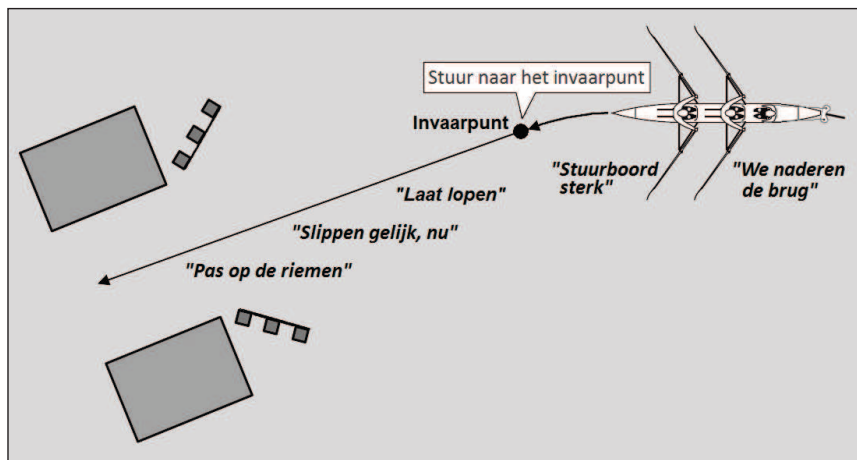 Stuur naar het invaarpunt
Invaarpunt
"Stuurboord
sterk"
"We naderen
de brug"
"Laat lopen"
"Slippen gelijk, nu"
"Pas op de riemen"